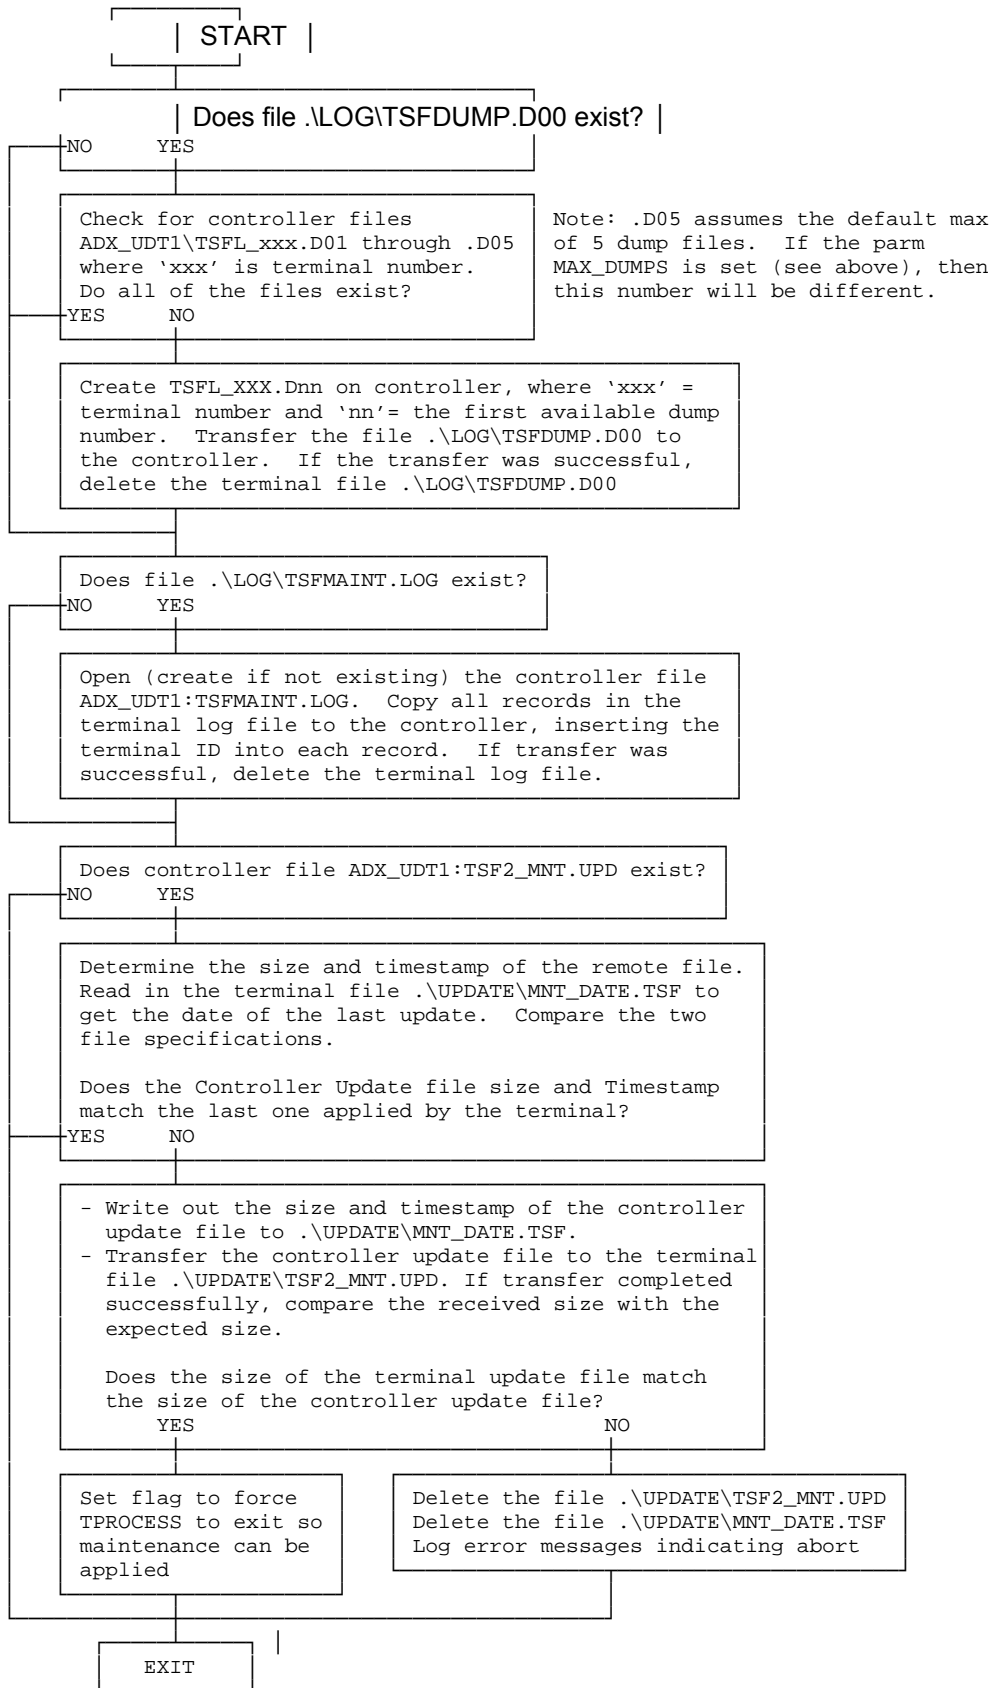 START
Does file .\LOG\TSFDUMP.D00 exist?
NO YES
Check for controller files
ADX_UDT1\TSFL_xxx.D01 through .D05
where ‘xxx’ is terminal number.
Do all of the files exist?
YES NO
Note: .D05 assumes the default max
of 5 dump files. If the parm
MAX_DUMPS is set (see above), then
this number will be different.
Create TSFL_XXX.Dnn on controller, where ‘xxx’ =
terminal number and ‘nn’= the first available dump
number. Transfer the file .\LOG\TSFDUMP.D00 to
the controller. If the transfer was successful,
delete the terminal file .\LOG\TSFDUMP.D00
Does file .\LOG\TSFMAINT.LOG exist?
NO YES
Open (create if not existing) the controller file
ADX_UDT1:TSFMAINT.LOG. Copy all records in the
terminal log file to the controller, inserting the
terminal ID into each record. If transfer was
successful, delete the terminal log file.
Does controller file ADX_UDT1:TSF2_MNT.UPD exist?
NO YES
Determine the size and timestamp of the remote file.
Read in the terminal file .\UPDATE\MNT_DATE.TSF to
get the date of the last update. Compare the two
file specifications.
Does the Controller Update file size and Timestamp
match the last one applied by the terminal?
YES NO
- Write out the size and timestamp of the controller
update file to .\UPDATE\MNT_DATE.TSF.
- Transfer the controller update file to the terminal
file .\UPDATE\TSF2_MNT.UPD. If transfer completed
successfully, compare the received size with the
expected size.
Does the size of the terminal update file match
the size of the controller update file?
YES NO
Set flag to force
TPROCESS to exit so
maintenance can be
applied
Delete the file .\UPDATE\TSF2_MNT.UPD
Delete the file .\UPDATE\MNT_DATE.TSF
Log error messages indicating abort
EXIT